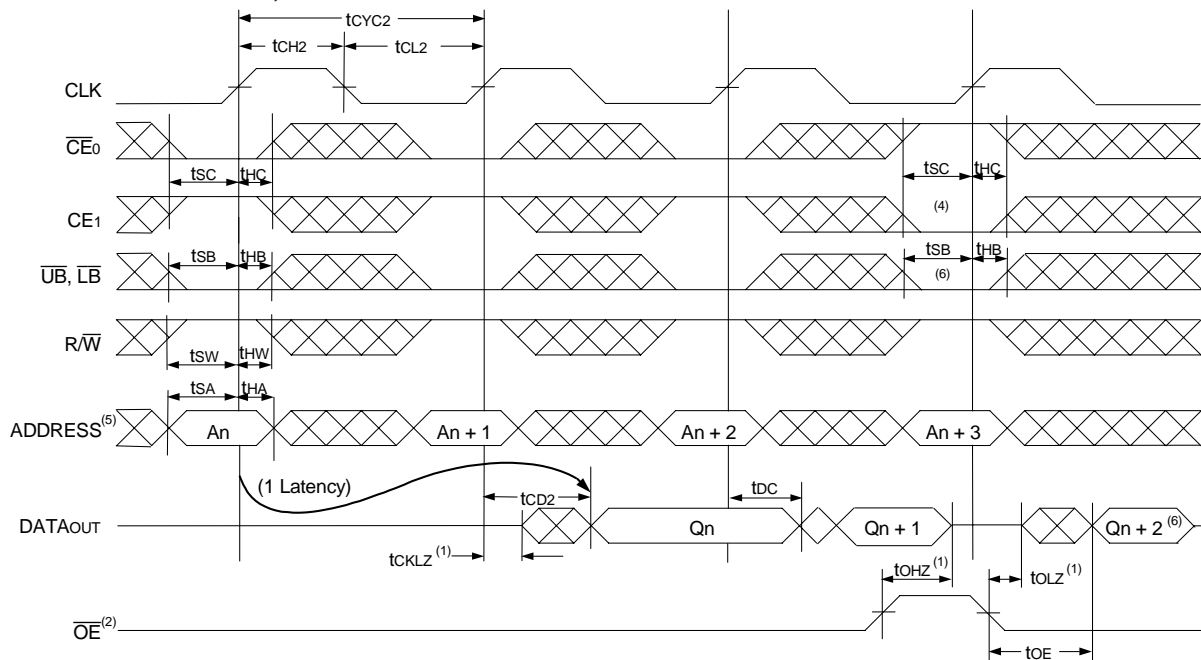 tCYC2
tCH2 tCL2
CLK
CE0
tSC tHC tSC tHC
CE1 (4)
tSB tHB tSB tHB
UB, LB (6)
R/W
tSW tHW
tSA tHA
ADDRESS(5) An An + 1 An + 2 An + 3
(1 Latency) tCD2 tDC
DATAOUT Qn Qn + 1 Qn + 2 (6)
tCKLZ (1) tOHZ (1) tOLZ (1)
OE(2)
tOE